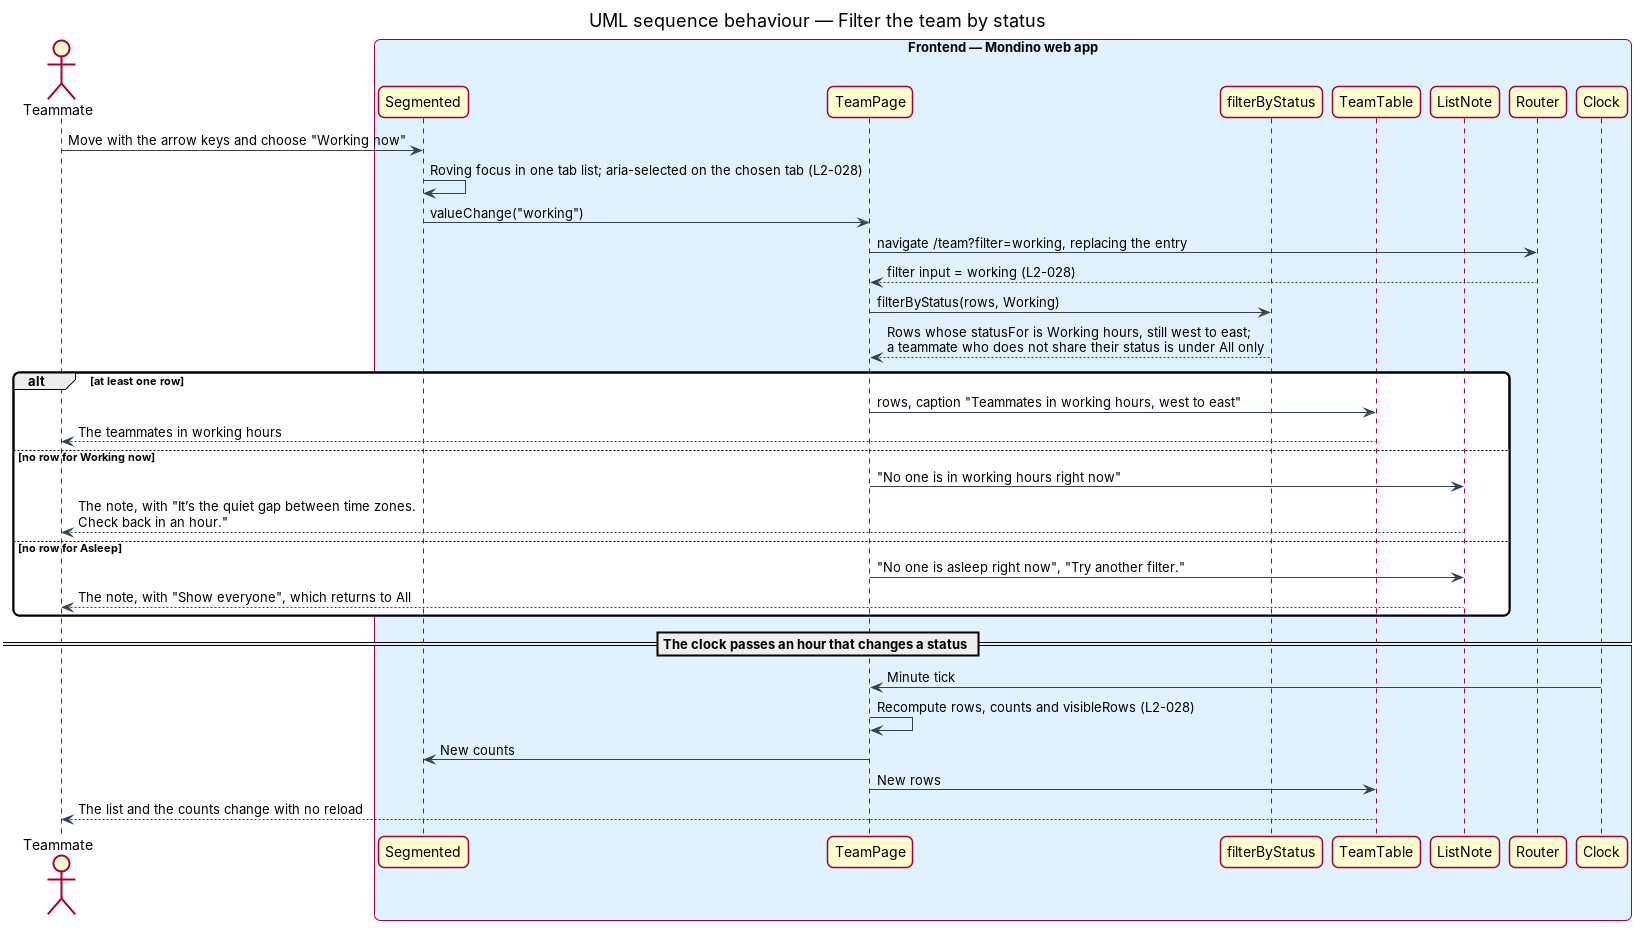 UML sequence behaviour — Filter the team by status
Frontend — Mondino web app
Teammate
Segmented
TeamPage
filterByStatus
TeamTable
ListNote
Router
Clock
Move with the arrow keys and choose "Working now"
Roving focus in one tab list; aria-selected on the chosen tab (L2-028)
valueChange("working")
navigate /team?filter=working, replacing the entry
filter input = working (L2-028)
filterByStatus(rows, Working)
Rows whose statusFor is Working hours, still west to east;
a teammate who does not share their status is under All only
alt
[at least one row]
rows, caption "Teammates in working hours, west to east"
The teammates in working hours
[no row for Working now]
"No one is in working hours right now"
The note, with "It's the quiet gap between time zones.
Check back in an hour."
[no row for Asleep]
"No one is asleep right now", "Try another filter."
The note, with "Show everyone", which returns to All
The clock passes an hour that changes a status
Minute tick
Recompute rows, counts and visibleRows (L2-028)
New counts
New rows
The list and the counts change with no reload
Teammate
Segmented
TeamPage
filterByStatus
TeamTable
ListNote
Router
Clock